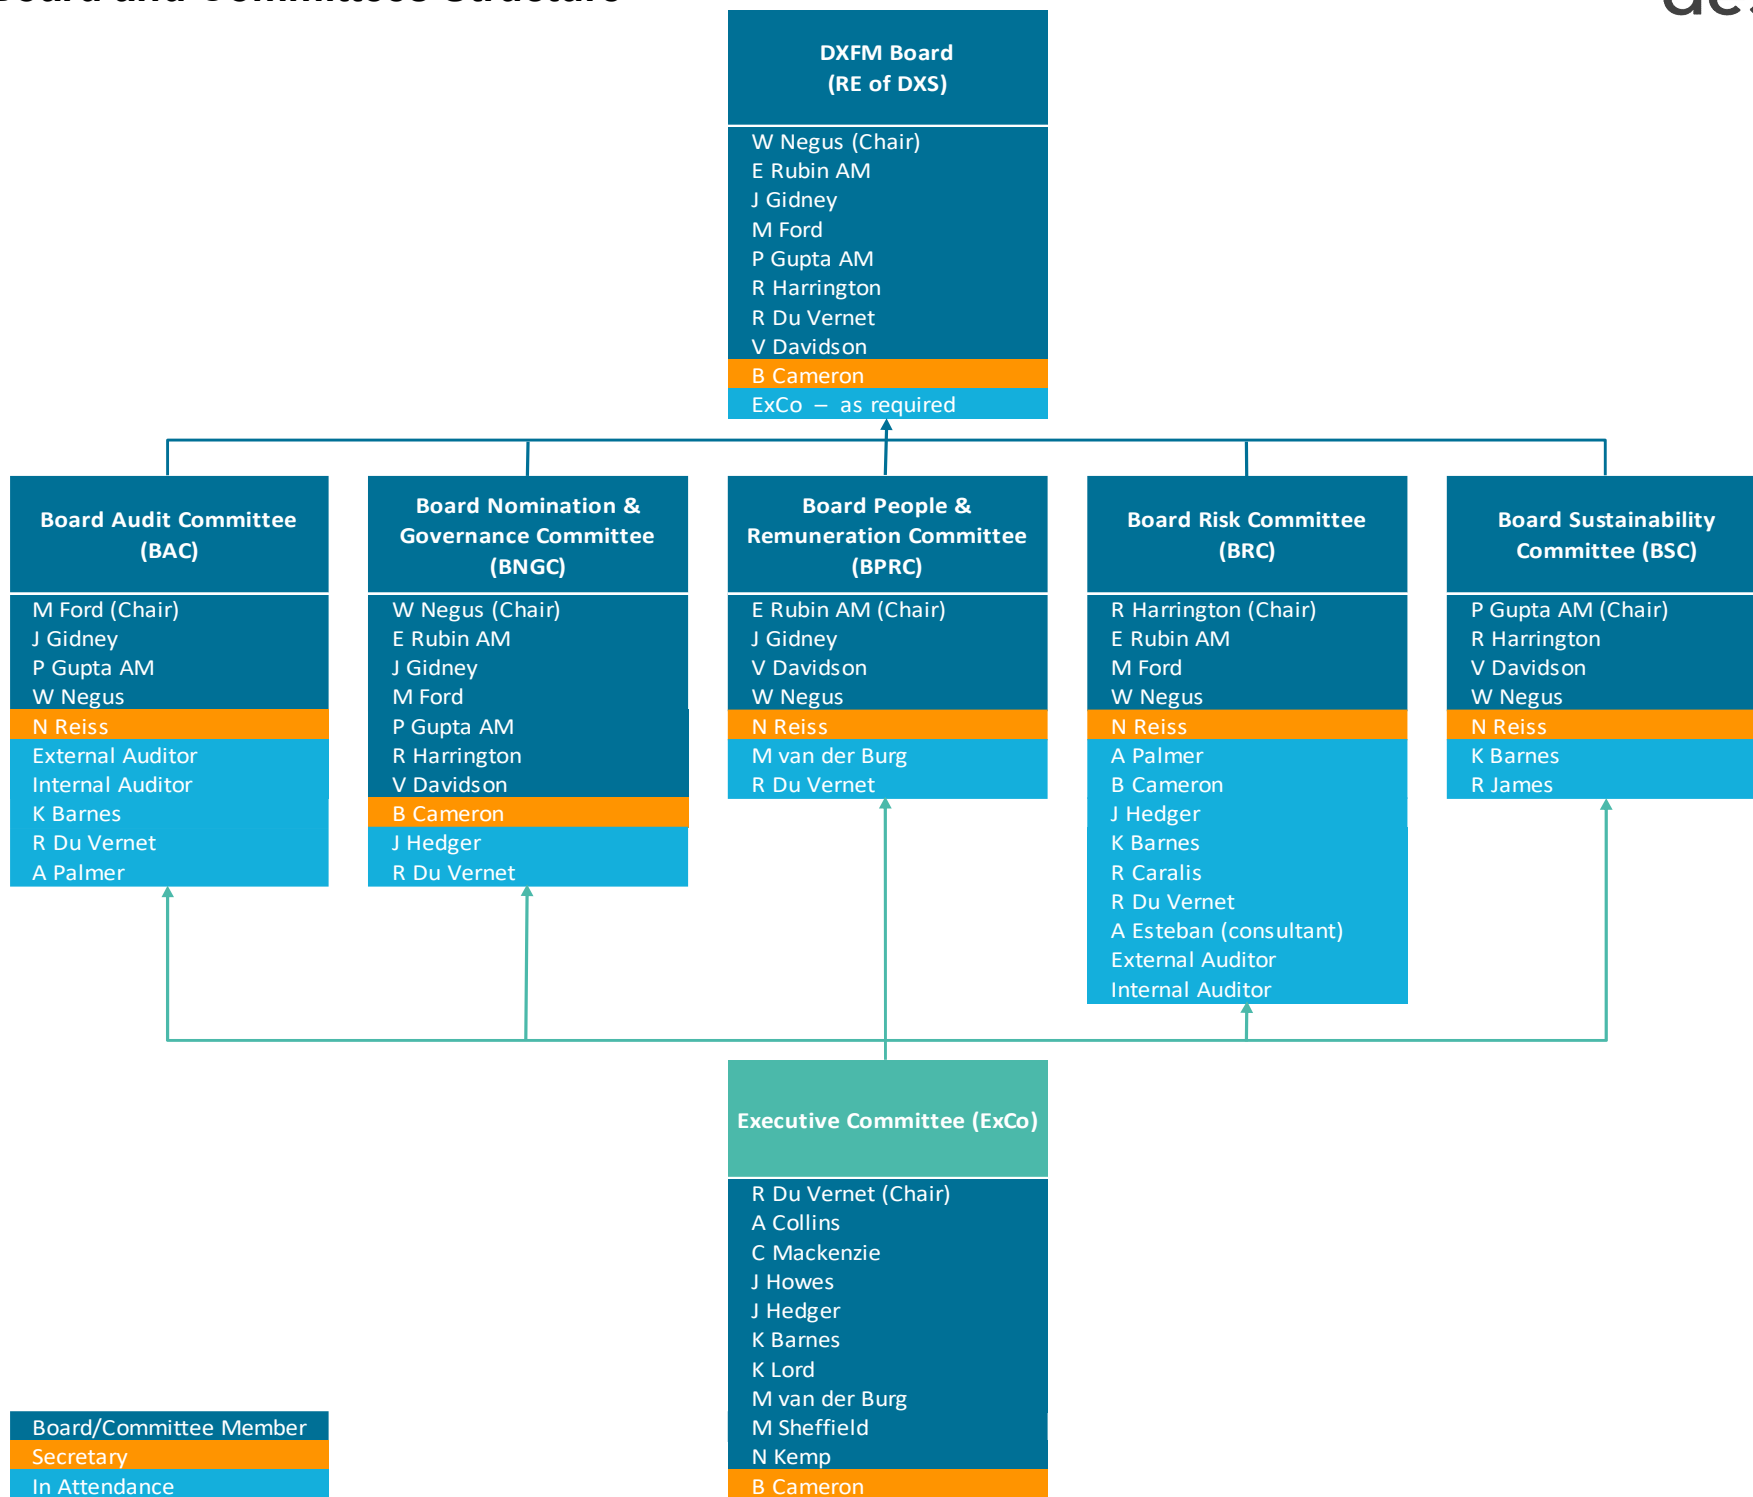 Board and Committees Structure
DXFM Board
(RE of DXS)
W Negus (Chair)
E Rubin AM
J Gidney
M Ford
P Gupta AM
R Harrington
R Du Vernet
V Davidson
B Cameron
ExCo – as required
Board Audit Committee
(BAC)
M Ford (Chair)
J Gidney
P Gupta AM
W Negus
N Reiss
External Auditor
Internal Auditor
K Barnes
R Du Vernet
A Palmer
Board Nomination &
Governance Committee
(BNGC)
W Negus (Chair)
E Rubin AM
J Gidney
M Ford
P Gupta AM
R Harrington
V Davidson
B Cameron
J Hedger
R Du Vernet
Board People &
Remuneration Committee
(BPRC)
E Rubin AM (Chair)
J Gidney
V Davidson
W Negus
N Reiss
M van der Burg
R Du Vernet
Board Risk Committee
(BRC)
R Harrington (Chair)
E Rubin AM
M Ford
W Negus
N Reiss
A Palmer
B Cameron
J Hedger
K Barnes
R Caralis
R Du Vernet
A Esteban (consultant)
External Auditor
Internal Auditor
Board Sustainability
Committee (BSC)
P Gupta AM (Chair)
R Harrington
V Davidson
W Negus
N Reiss
K Barnes
R James
Executive Committee (ExCo)
R Du Vernet (Chair)
A Collins
C Mackenzie
J Howes
J Hedger
K Barnes
K Lord
M van der Burg
M Sheffield
N Kemp
B Cameron
Board/Committee Member
Secretary
In Attendance